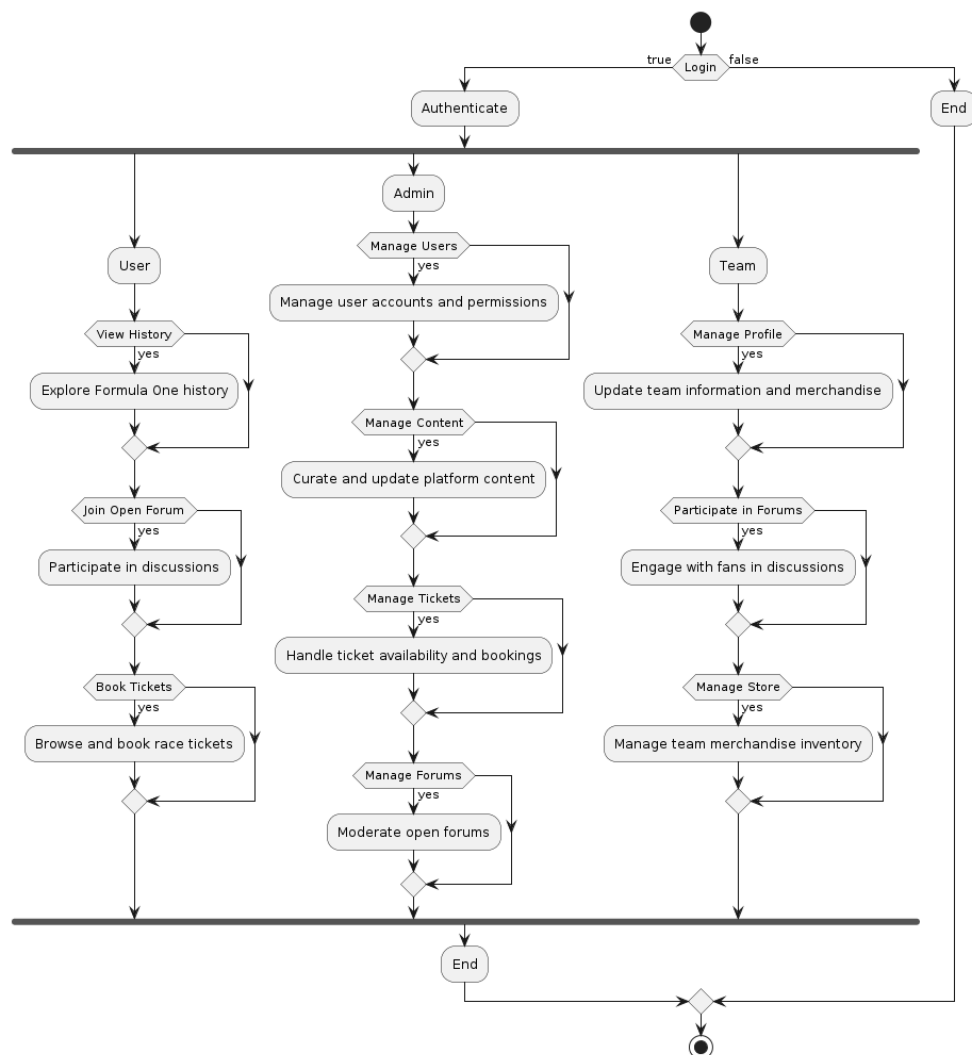 Login
true
false
Authenticate
End
User
View History
yes
Explore Formula One history
Join Open Forum
yes
Participate in discussions
Book Tickets
yes
Browse and book race tickets
Admin
Manage Users
yes
Manage user accounts and permissions
Manage Content
yes
Curate and update platform content
Manage Tickets
yes
Handle ticket availability and bookings
Manage Forums
yes
Moderate open forums
Team
Manage Profile
yes
Update team information and merchandise
Participate in Forums
yes
Engage with fans in discussions
Manage Store
yes
Manage team merchandise inventory
End